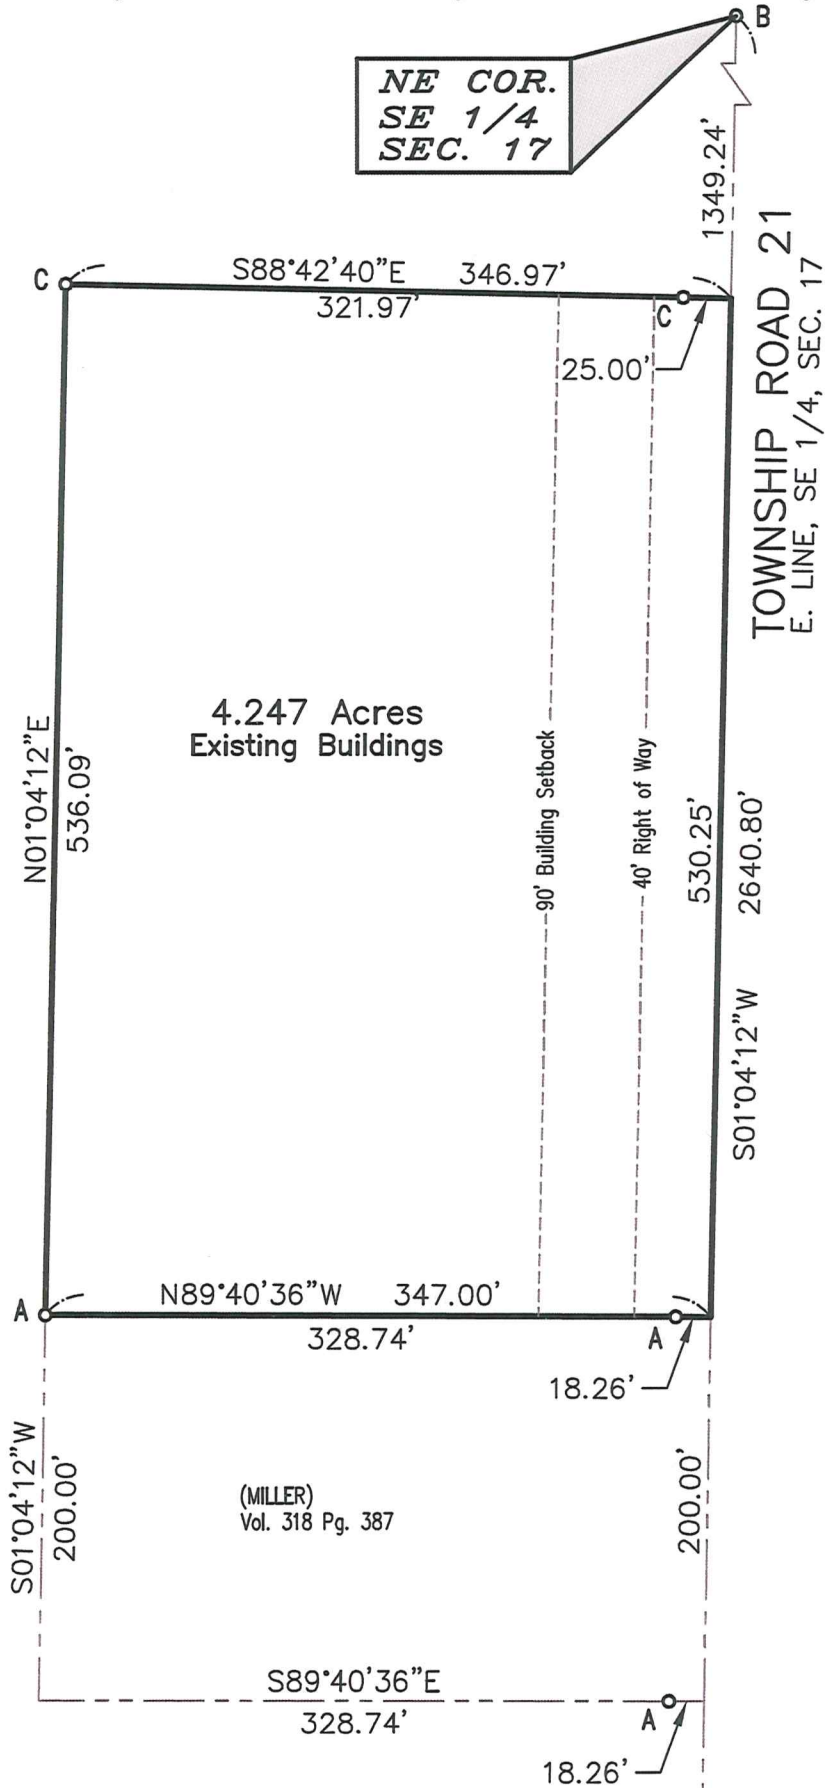 B
NE COR.
SE 1/4
SEC. 17
1349.24'
TOWNSHIP ROAD 21
E. LINE, SE 1/4, SEC. 17
C
S88°42'40"E 346.97'
321.97'
C
25.00'
4.247 Acres
Existing Buildings
N01°04'12"E
536.09'
90' Building Setback
40' Right of Way
530.25'
2640.80'
S01°04'12"W
A
N89°40'36"W 347.00'
328.74'
A
18.26'
S01°04'12"W
200.00'
(MILLER)
Vol. 318 Pg. 387
200.00'
S89°40'36"E
328.74'
A
18.26'